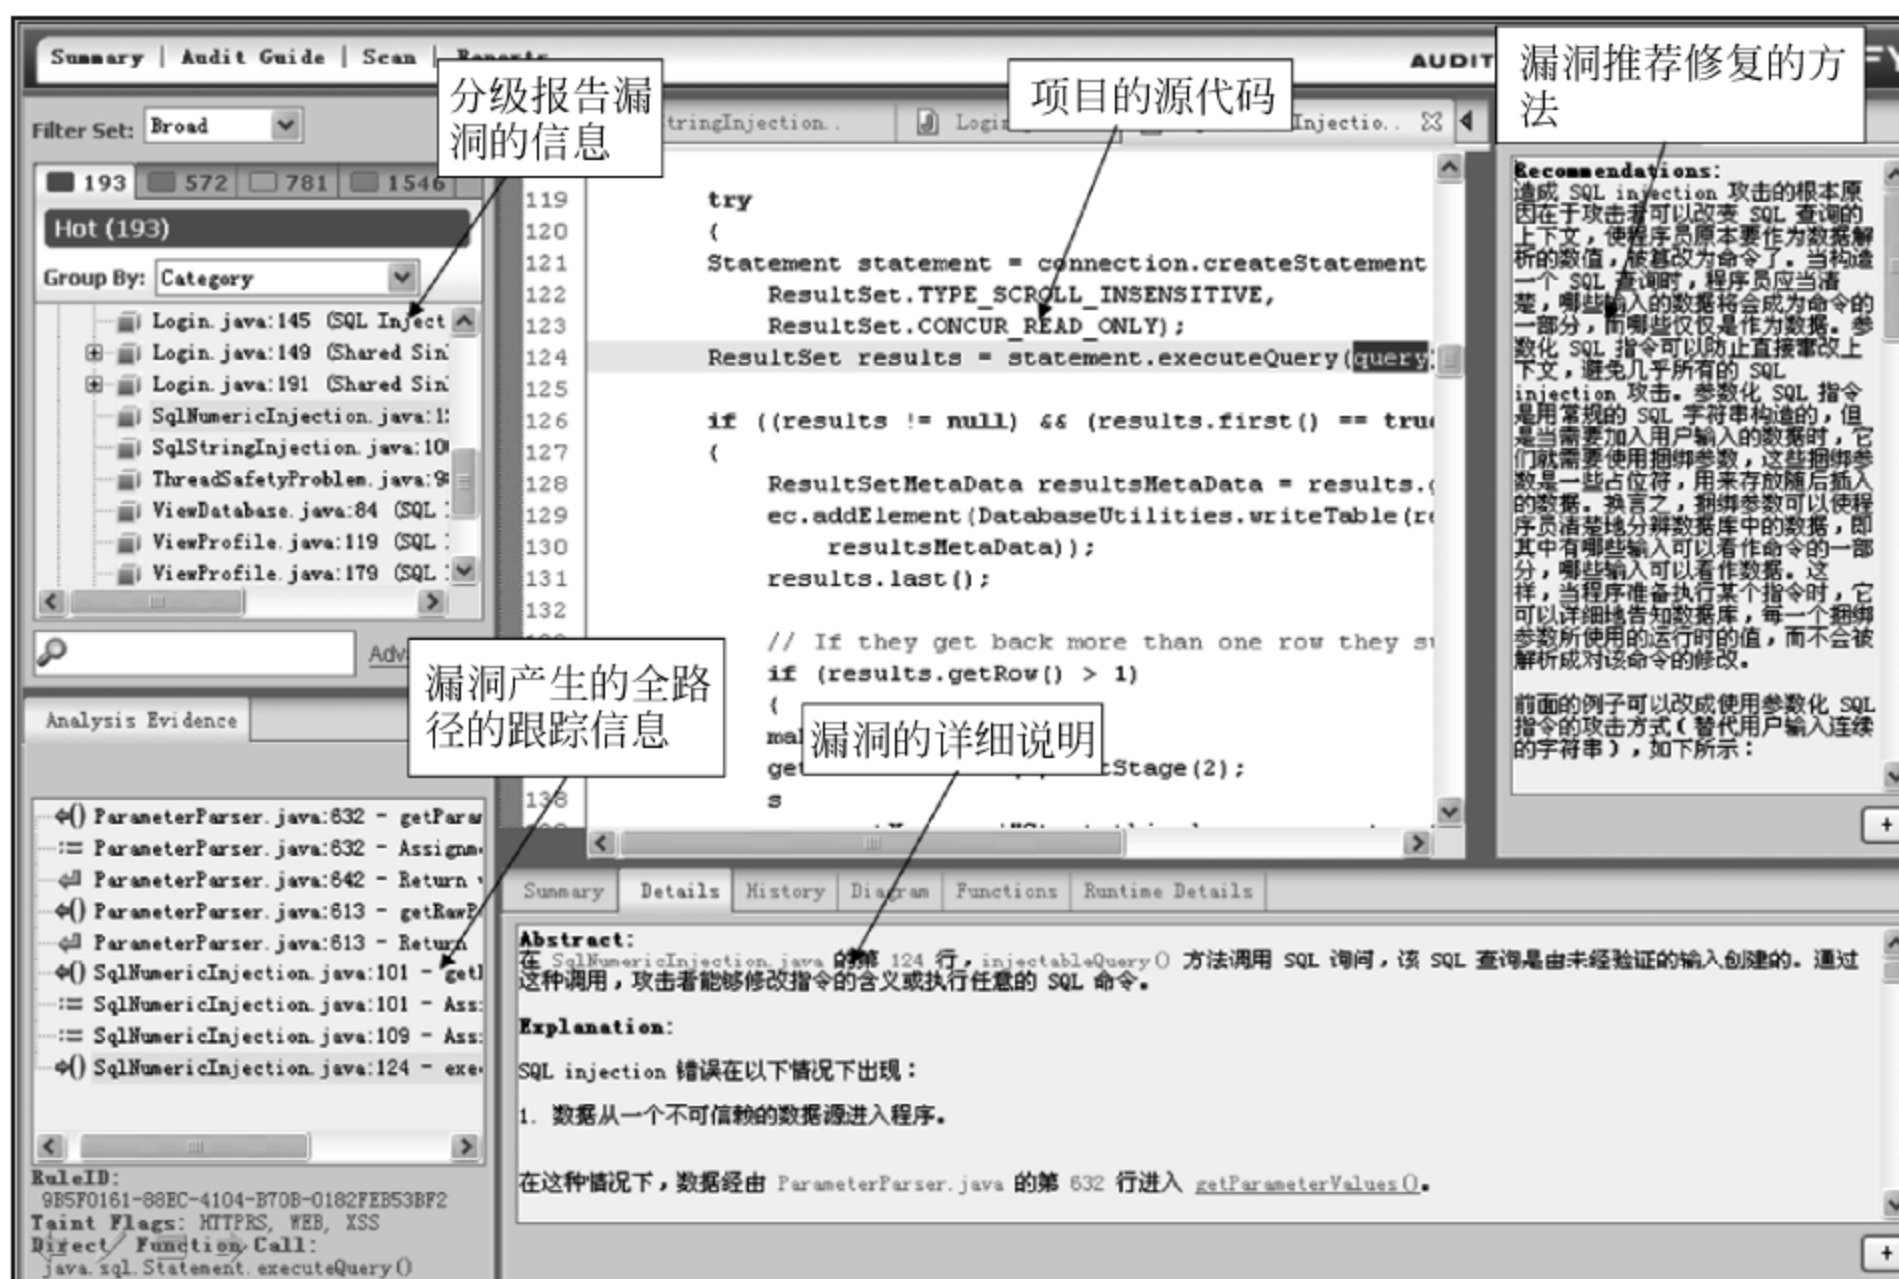 Summary | Audit Guide | Scan | Reports
AUDIT
分级报告漏
洞的信息
项目的源代码
漏洞推荐修复的方
法
Filter Set: Broad
tringInjection..
Injectio..
193 572 781 1546
Hot (193)
Group By: Category
Login.java:145 (SQL Inject
Login.java:149 (Shared Sin
Login.java:191 (Shared Sin
SqlNumericInjection.java:1
SqlStringInjection.java:10
ThreadSafetyProblem.java:9
ViewDatabase.java:84 (SQL
ViewProfile.java:119 (SQL
ViewProfile.java:179 (SQL
Adv
119 try
120 {
121 Statement statement = connection.createStatement
122 ResultSet.TYPE_SCROLL_INSENSITIVE,
123 ResultSet.CONCUR_READ_ONLY);
124 ResultSet results = statement.executeQuery(query
125
126 if ((results != null) && (results.first() == true
127 {
128 ResultSetMetaData resultsMetaData = results.
129 ec.addElement(DatabaseUtilities.writeTable(re
130 resultsMetaData));
131 results.last();
132
// If they get back more than one row they su
if (results.getRow() > 1)
{
ma
ge
tStage(2);
138 s
漏洞产生的全路
径的跟踪信息
漏洞的详细说明
Recommendations:
造成 SQL injection 攻击的根本原
因在于攻击者可以改变 SQL 查询的
上下文，使程序员原本要作为数据解
析的数值，被篡改为命令了。当构造
一个 SQL 查询时，程序员应当清
楚，哪些输入的数据将会成为命令的
一部分，而哪些仅仅是作为数据。参
数化 SQL 指令可以防止直接窜改上
下文，避免几乎所有的 SQL
injection 攻击。参数化 SQL 指令
是用常规的 SQL 字符串构造的，但
是当需要加入用户输入的数据时，它
们就需要使用捆绑参数，这些捆绑参
数是一些占位符，用来存放随后插入
的数据。换言之，捆绑参数可以使程
序员清楚地分辨数据库中的数据，即
其中有哪些输入可以看作命令的一部
分，哪些输入可以看作数据。这
样，当程序准备执行某个指令时，它
可以详细地告知数据库，每一个捆绑
参数所使用的运行时的值，而不会被
解析成对该命令的修改。
前面的例子可以改成使用参数化 SQL
指令的攻击方式(替代用户输入连续
的字符串)，如下所示：
Analysis Evidence
ParameterParser.java:632 - getParam
ParameterParser.java:632 - Assignm
ParameterParser.java:642 - Return
ParameterParser.java:613 - getRawP
ParameterParser.java:613 - Return
SqlNumericInjection.java:101 - get
SqlNumericInjection.java:101 - Ass
SqlNumericInjection.java:109 - Ass
SqlNumericInjection.java:124 - exe
RuleID:
9B5F0161-88EC-4104-B70B-0182FEB53BF2
Taint Flags: HTTPRS, WEB, XSS
Direct Function Call:
java.sql.Statement.executeQuery()
Summary Details History Diagram Functions Runtime Details
Abstract:
在 SqlNumericInjection.java 的第 124 行，injectableQuery() 方法调用 SQL 询问，该 SQL 查询是由未经验证的输入创建的。通过
这种调用，攻击者能够修改指令的含义或执行任意的 SQL 命令。
Explanation:
SQL injection 错误在以下情况下出现：
1. 数据从一个不可信赖的数据源进入程序。
在这种情况下，数据经由 ParameterParser.java 的第 632 行进入 getParameterValues()。